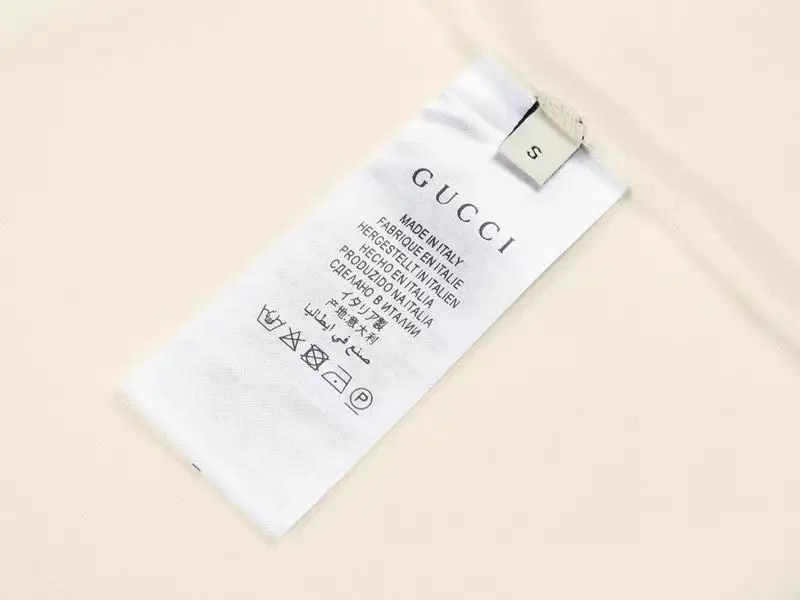 S
GUCCI
MADE IN ITALY
FABRIQUE EN ITALIE
HERGESTELLT IN ITALIEN
HECHO EN ITALIA
PRODUZIDO NA ITALIA
СДЕЛАНО В ИТАЛИИ
イタリア製
产地:意大利
صنع في ايطاليا
P